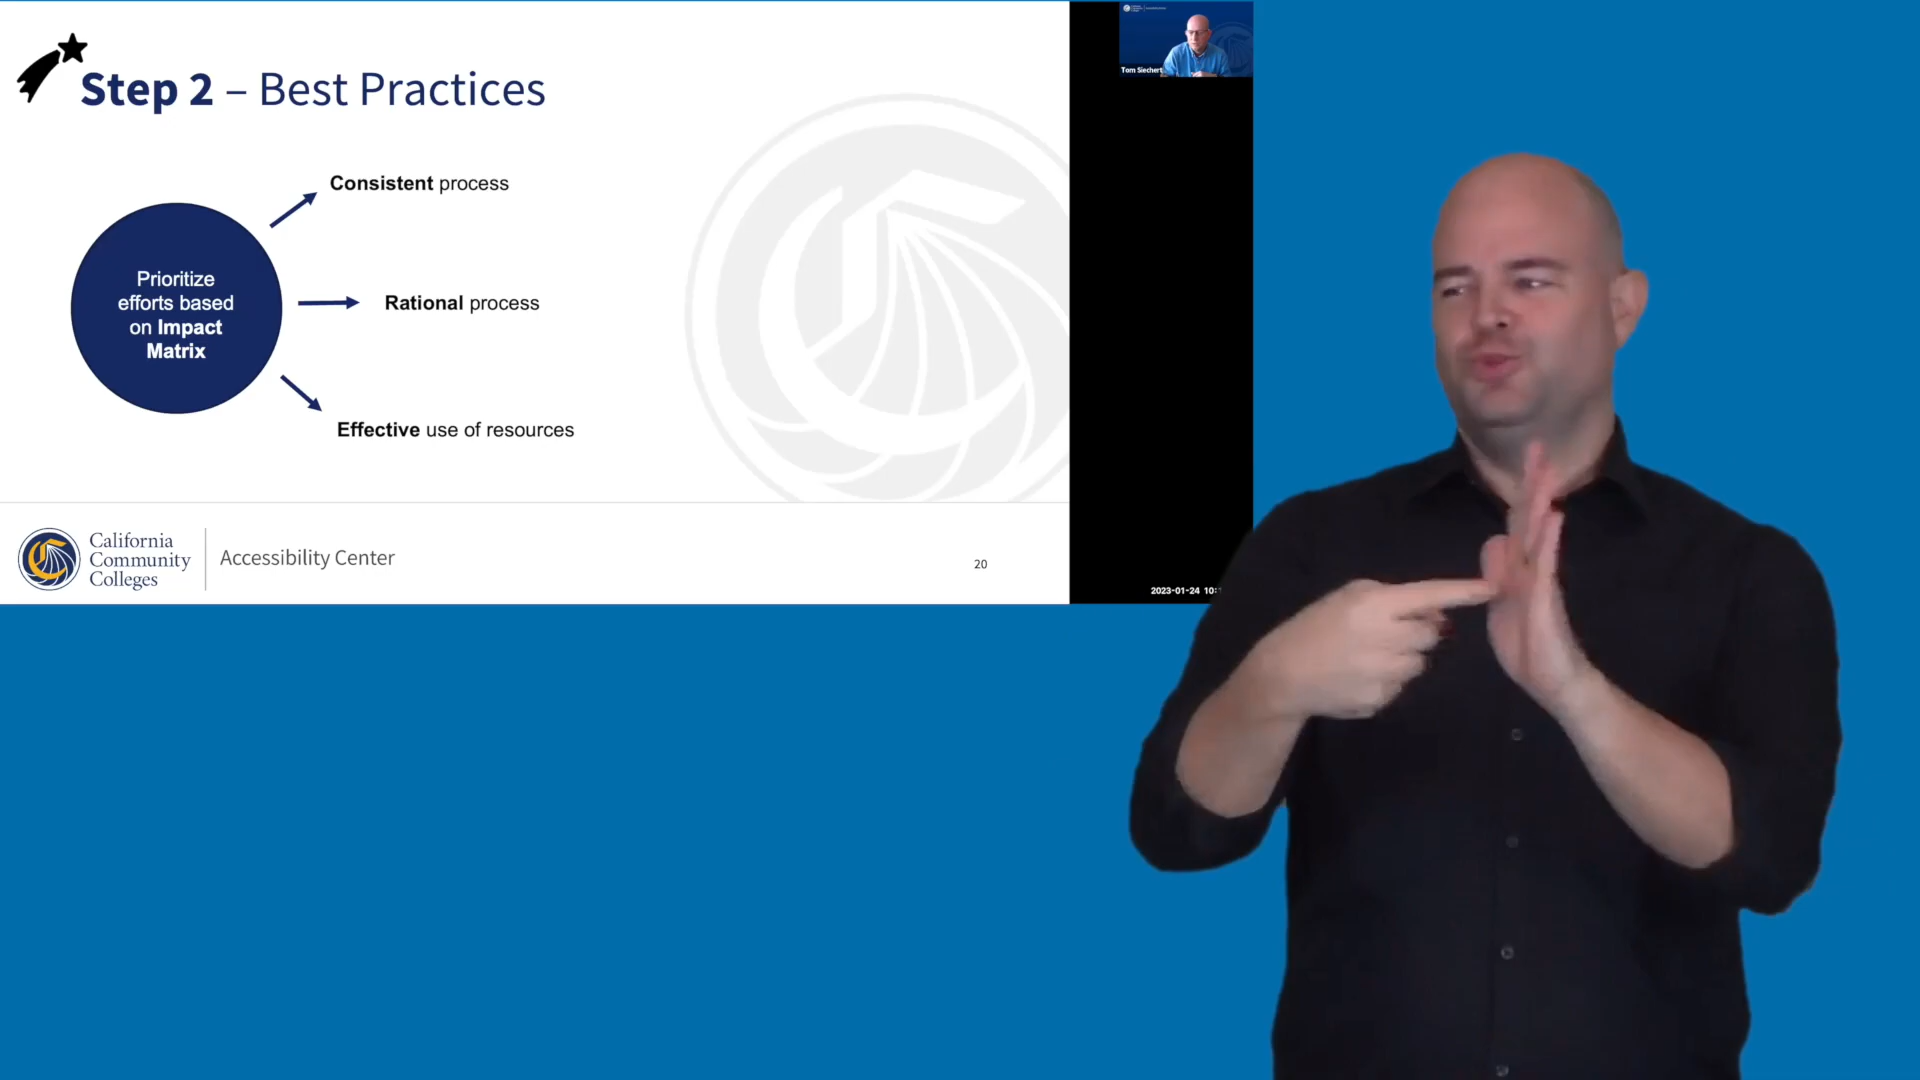 Step 2 – Best Practices
Consistent process
Prioritize
efforts based
on Impact
Matrix
Rational process
Effective use of resources
California
Community
Colleges
Accessibility Center
20
Tom Siechert
2023-01-24 10: